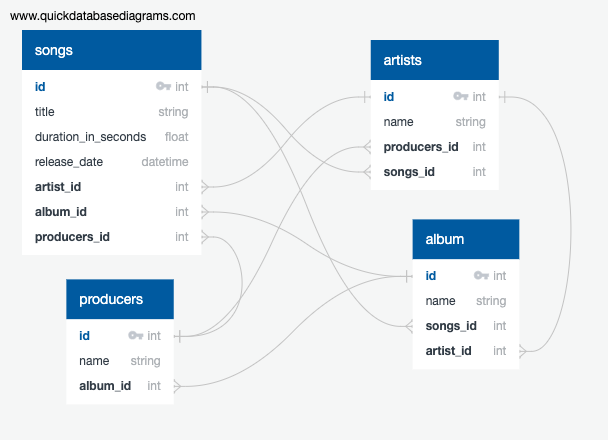 www.quickdatabasediagrams.com
songs
id int
title string
duration_in_seconds float
release_date datetime
artist_id int
album_id int
producers_id int
artists
id int
name string
producers_id int
songs_id int
album
id int
name string
songs_id int
artist_id int
producers
id int
name string
album_id int